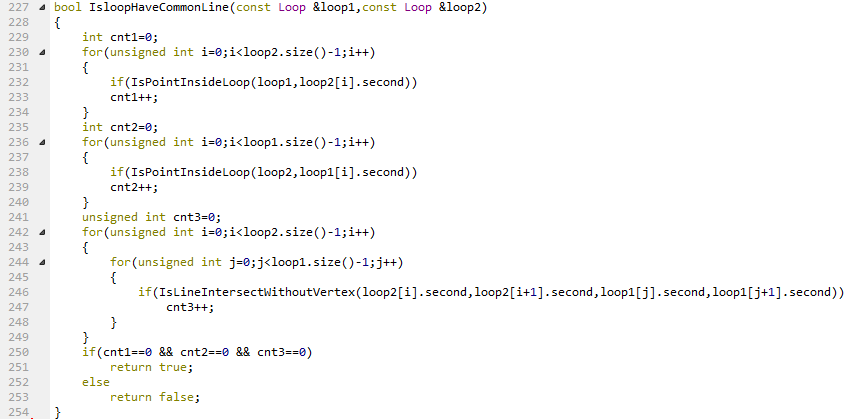 227 bool IsloopHaveCommonLine(const Loop &loop1,const Loop &loop2)
228 {
229     int cnt1=0;
230     for(unsigned int i=0;i<loop2.size()-1;i++)
231     {
232         if(IsPointInsideLoop(loop1,loop2[i].second))
233         cnt1++;
234     }
235     int cnt2=0;
236     for(unsigned int i=0;i<loop1.size()-1;i++)
237     {
238         if(IsPointInsideLoop(loop2,loop1[i].second))
239         cnt2++;
240     }
241     unsigned int cnt3=0;
242     for(unsigned int i=0;i<loop2.size()-1;i++)
243     {
244         for(unsigned int j=0;j<loop1.size()-1;j++)
245         {
246             if(IsLineIntersectWithoutVertex(loop2[i].second,loop2[i+1].second,loop1[j].second,loop1[j+1].second))
247                 cnt3++;
248         }
249     }
250     if(cnt1==0 && cnt2==0 && cnt3==0)
251         return true;
252     else
253         return false;
254 }